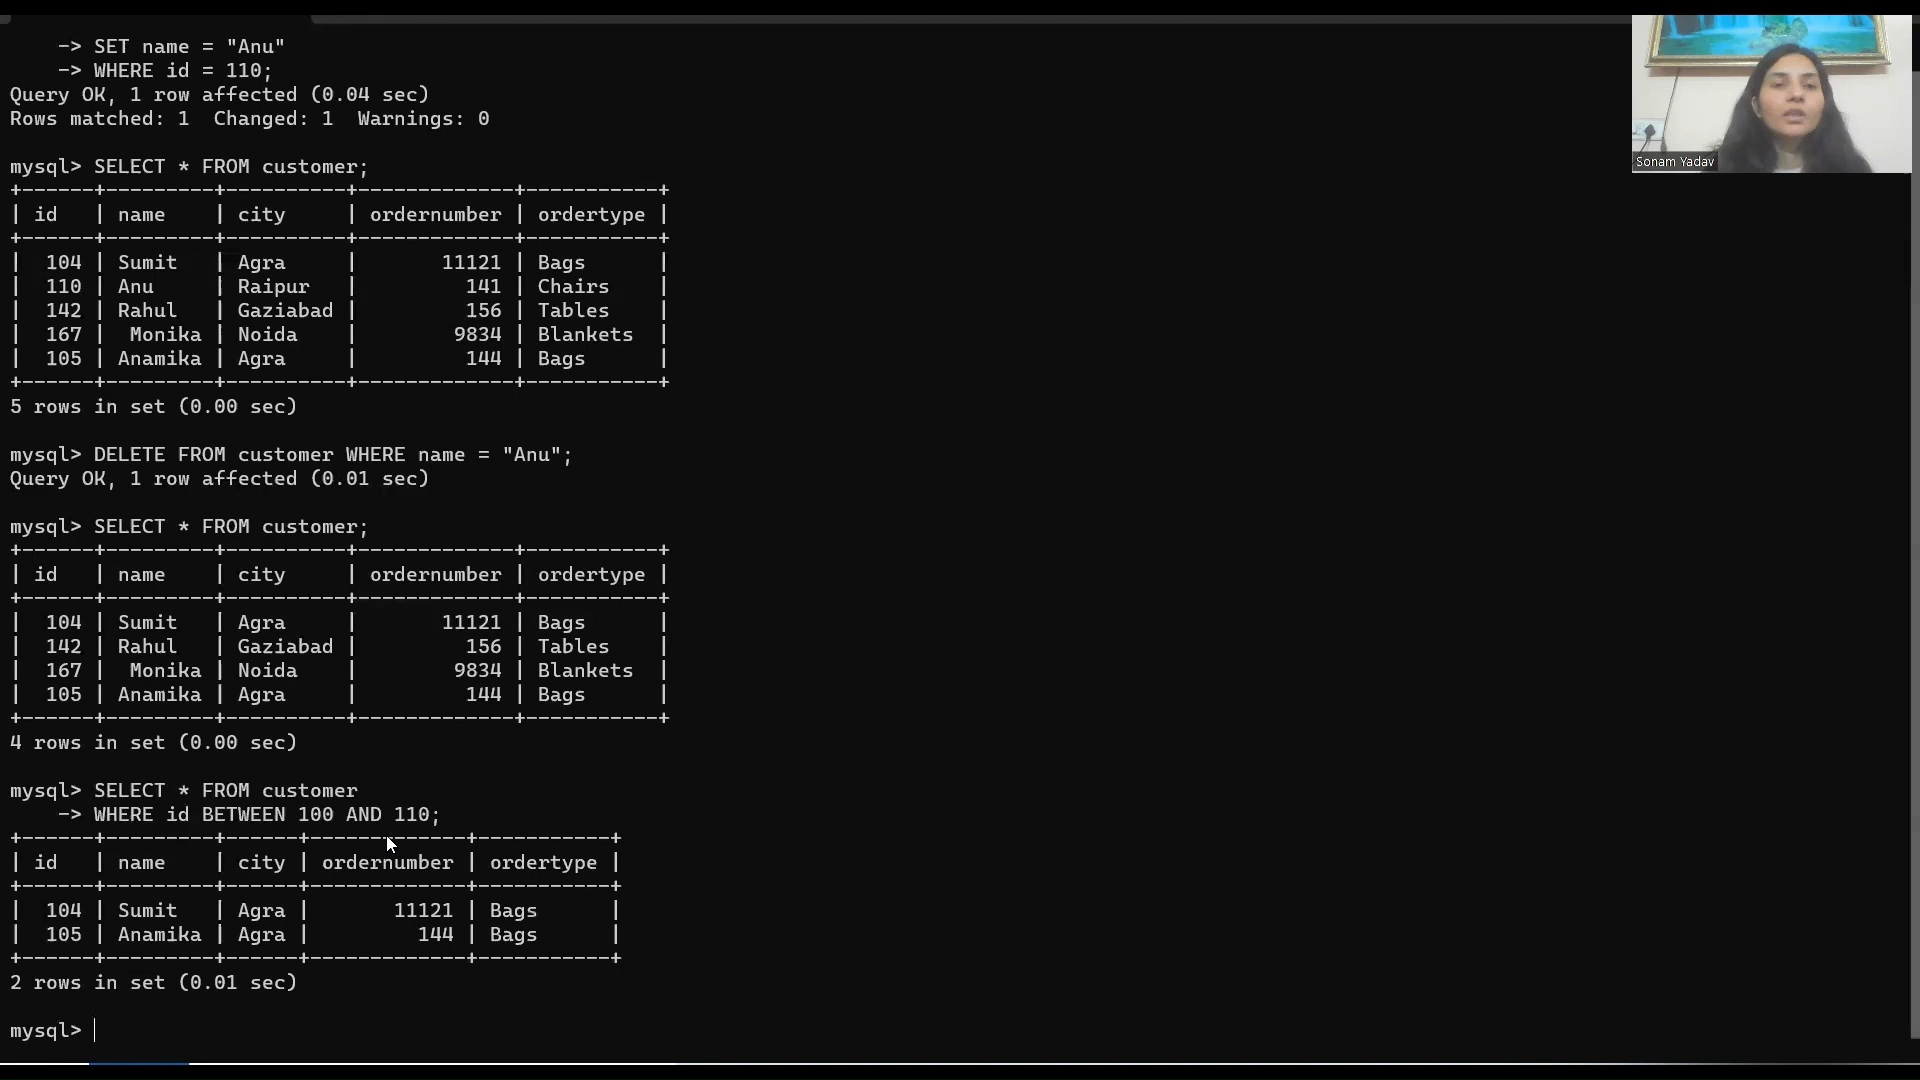 -> SET name = "Anu"
    -> WHERE id = 110;
Query OK, 1 row affected (0.04 sec)
Rows matched: 1  Changed: 1  Warnings: 0
mysql> SELECT * FROM customer;
+------+---------+----------+-------------+-----------+
| id   | name    | city     | ordernumber | ordertype |
+------+---------+----------+-------------+-----------+
|  104 | Sumit   | Agra     |       11121 | Bags      |
|  110 | Anu     | Raipur   |         141 | Chairs    |
|  142 | Rahul   | Gaziabad |         156 | Tables    |
|  167 |  Monika | Noida    |        9834 | Blankets  |
|  105 | Anamika | Agra     |         144 | Bags      |
+------+---------+----------+-------------+-----------+
5 rows in set (0.00 sec)
mysql> DELETE FROM customer WHERE name = "Anu";
Query OK, 1 row affected (0.01 sec)
mysql> SELECT * FROM customer;
+------+---------+----------+-------------+-----------+
| id   | name    | city     | ordernumber | ordertype |
+------+---------+----------+-------------+-----------+
|  104 | Sumit   | Agra     |       11121 | Bags      |
|  142 | Rahul   | Gaziabad |         156 | Tables    |
|  167 |  Monika | Noida    |        9834 | Blankets  |
|  105 | Anamika | Agra     |         144 | Bags      |
+------+---------+----------+-------------+-----------+
4 rows in set (0.00 sec)
mysql> SELECT * FROM customer
    -> WHERE id BETWEEN 100 AND 110;
+------+---------+------+-------------+-----------+
| id   | name    | city | ordernumber | ordertype |
+------+---------+------+-------------+-----------+
|  104 | Sumit   | Agra |       11121 | Bags      |
|  105 | Anamika | Agra |         144 | Bags      |
+------+---------+------+-------------+-----------+
2 rows in set (0.01 sec)
mysql>
Sonam Yadav